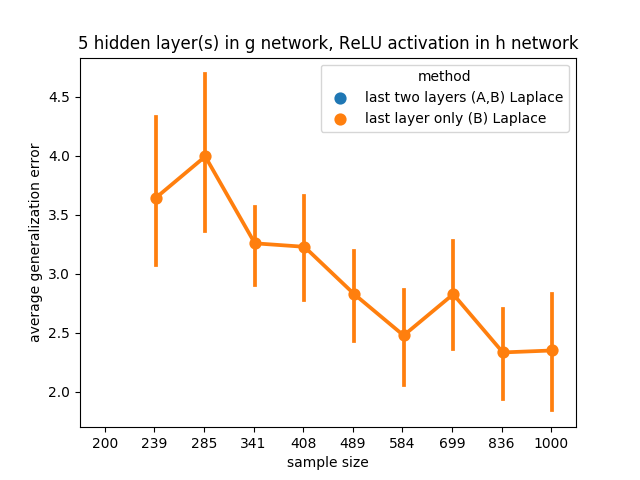 5 hidden layer(s) in g network, ReLU activation in h network
method
last two layers (A,B) Laplace
last layer only (B) Laplace
average generalization error
4.5
4.0
3.5
3.0
2.5
2.0
200 239 285 341 408 489 584 699 836 1000
sample size